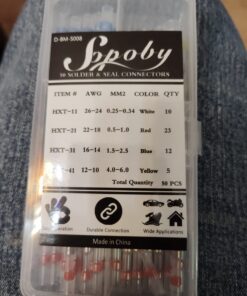 D-BM-S008
Sopoby
50 SOLDER & SEAL CONNECTORS
ITEM # AWG MM2 COLOR QTY
HXT-11 26-24 0.25-0.34 White 10
HXT-21 22-18 0.5-1.0 Red 23
HXT-31 16-14 1.5-2.5 Blue 12
HXT-41 12-10 4.0-6.0 Yellow 5
Total Quantity 50 PCS
Durable Connection Wide Applications
Made in China